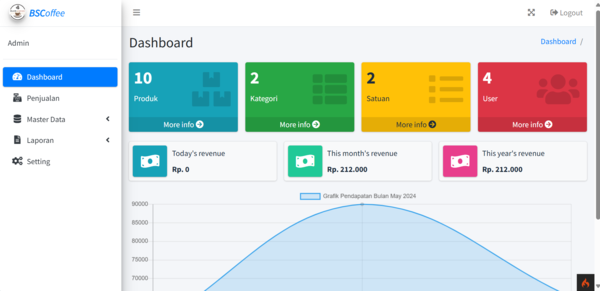 BSCoffee
Logout
Admin
Dashboard
Dashboard /
Dashboard
Penjualan
Master Data
Laporan
Setting
10
Produk
More info
2
Kategori
More info
2
Satuan
More info
4
User
More info
Today's revenue
Rp. 0
This month's revenue
Rp. 212.000
This year's revenue
Rp. 212.000
Grafik Pendapatan Bulan May 2024
90000
85000
80000
75000
70000